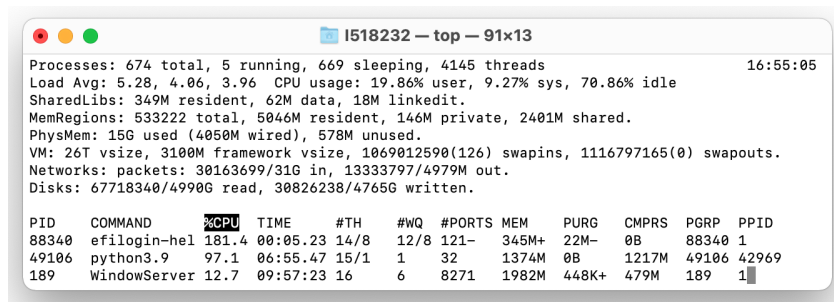 I518232 — top — 91×13
Processes: 674 total, 5 running, 669 sleeping, 4145 threads 16:55:05
Load Avg: 5.28, 4.06, 3.96 CPU usage: 19.86% user, 9.27% sys, 70.86% idle
SharedLibs: 349M resident, 62M data, 18M linkedit.
MemRegions: 533222 total, 5046M resident, 146M private, 2401M shared.
PhysMem: 15G used (4050M wired), 578M unused.
VM: 26T vsize, 3100M framework vsize, 1069012590(126) swapins, 1116797165(0) swapouts.
Networks: packets: 30163699/31G in, 13333797/4979M out.
Disks: 67718340/4990G read, 30826238/4765G written.
PID COMMAND %CPU TIME #TH #WQ #PORTS MEM PURG CMPRS PGRP PPID
88340 efilogin-hel 181.4 00:05.23 14/8 12/8 121- 345M+ 22M- 0B 88340 1
49106 python3.9 97.1 06:55.47 15/1 1 32 1374M 0B 1217M 49106 42969
189 WindowServer 12.7 09:57:23 16 6 8271 1982M 448K+ 479M 189 1